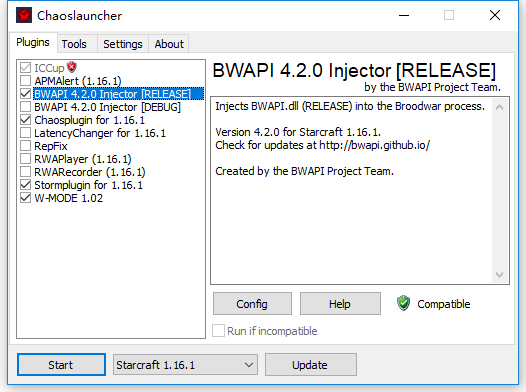 Chaoslauncher
Plugins Tools Settings About
ICCup
APMAlert (1.16.1)
BWAPI 4.2.0 Injector [RELEASE]
BWAPI 4.2.0 Injector [DEBUG]
Chaosplugin for 1.16.1
LatencyChanger for 1.16.1
RepFix
RWAPlayer (1.16.1)
RWARecorder (1.16.1)
Stormplugin for 1.16.1
W-MODE 1.02
BWAPI 4.2.0 Injector [RELEASE]
by the BWAPI Project Team.
Injects BWAPI.dll (RELEASE) into the Broodwar process.
Version 4.2.0 for Starcraft 1.16.1.
Check for updates at http://bwapi.github.io/
Created by the BWAPI Project Team.
Config Help Compatible
Run if incompatible
Start Starcraft 1.16.1 Update